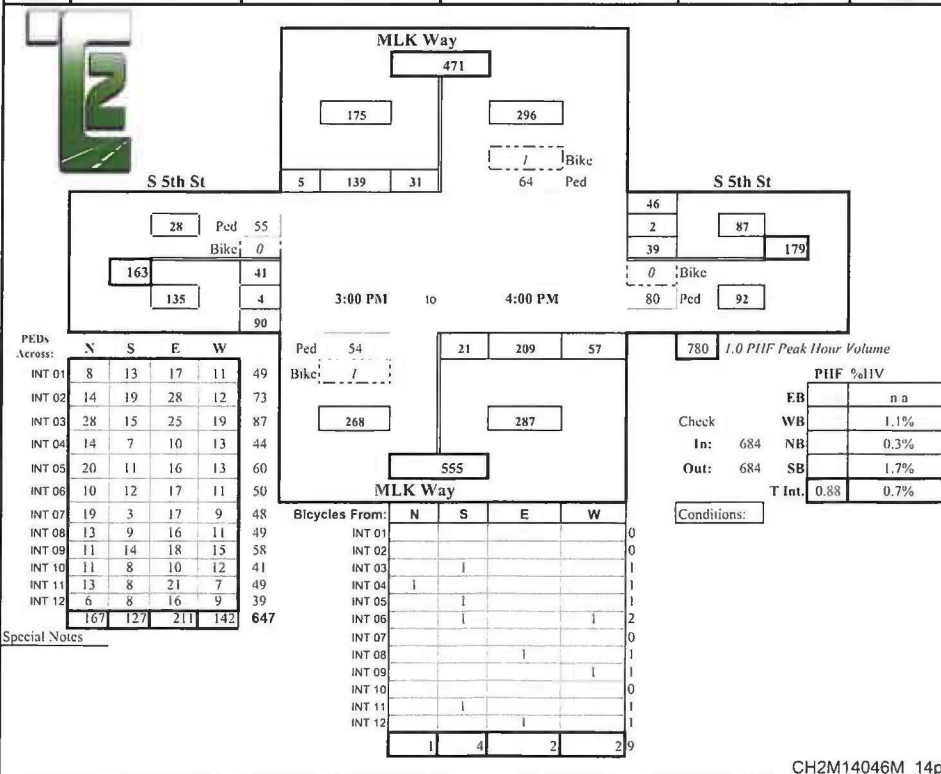 T2
MLK Way
471
175 296
1 Bike
5 139 31 64 Ped
S 5th St S 5th St
28 Ped 55 46 87
Bike 0 2 179
163 41 39
135 4 3:00 PM to 4:00 PM 0 Bike
90 80 Ped 92
Ped 54 21 209 57 780 1.0 PHF Peak Hour Volume
Bike 1
268 287
555
MLK Way
PEDs
Across: N S E W
INT 01 8 13 17 11 49
INT 02 14 19 28 12 73
INT 03 28 15 25 19 87
INT 04 14 7 10 13 44
INT 05 20 11 16 13 60
INT 06 10 12 17 11 50
INT 07 19 3 17 9 48
INT 08 13 9 16 11 49
INT 09 11 14 18 15 58
INT 10 11 8 10 12 41
INT 11 13 8 21 7 49
INT 12 6 8 16 9 39
167 127 211 142 647
Special Notes
PHF %HV
EB n a
Check WB 1.1%
In: 684 NB 0.3%
Out: 684 SB 1.7%
T Int. 0.88 0.7%
Conditions:
Bicycles From: N S E W
INT 01 0
INT 02 0
INT 03 1 1
INT 04 1 1
INT 05 1 1
INT 06 1 1 2
INT 07 0
INT 08 1 1
INT 09 1 1
INT 10 0
INT 11 1 1
INT 12 1 1
1 4 2 2 9
CH2M14046M_14p